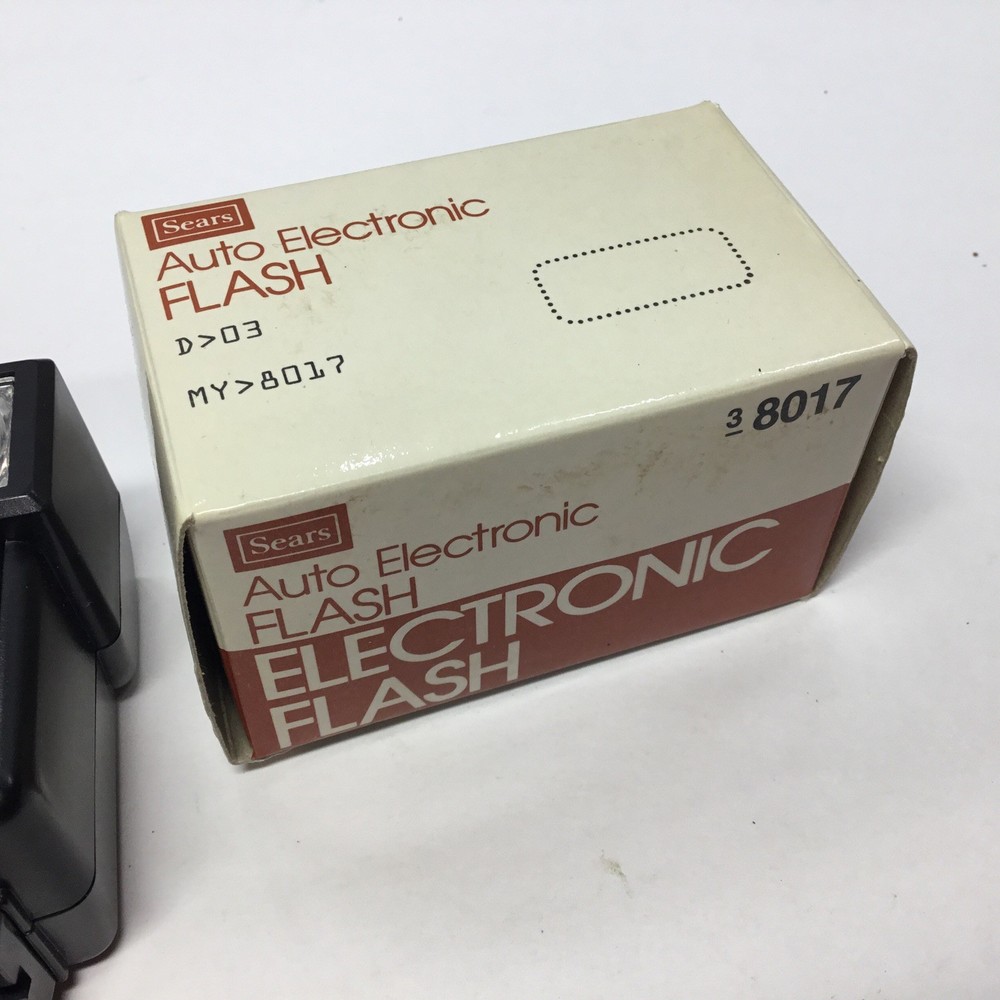 Sears
Auto Electronic
FLASH
D>03
MY>8017
3 8017
Sears
Auto Electronic
FLASH
ELECTRONIC
FLASH